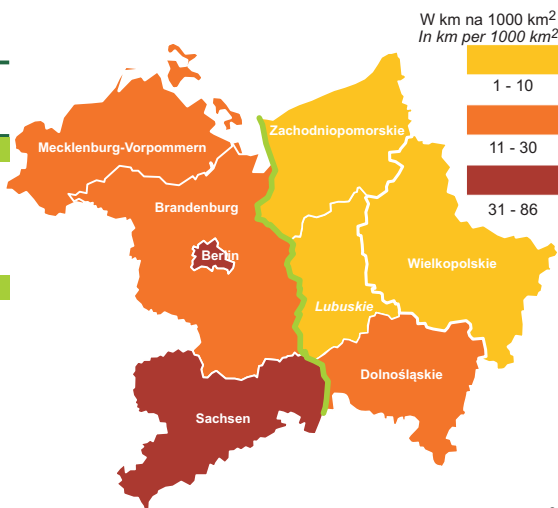 W km na 1000 km²
In km per 1000 km²
1 - 10
11 - 30
31 - 86
Zachodniopomorskie
Mecklenburg-Vorpommern
Brandenburg
Berlin
Wielkopolskie
Lubuskie
Dolnośląskie
Sachsen